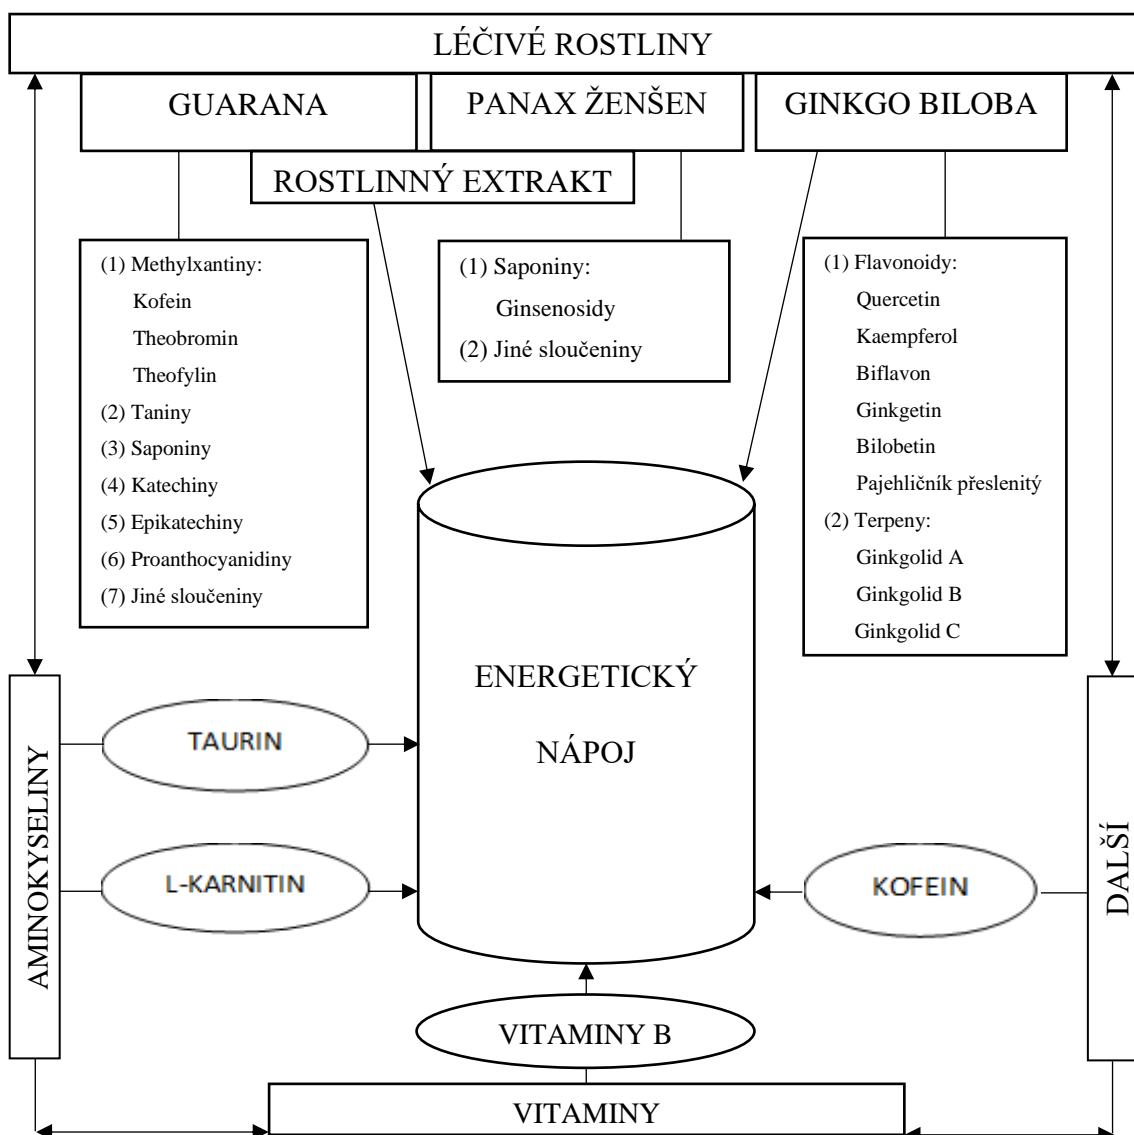 LÉČIVÉ ROSTLINY
GUARANA
PANAX ŽENŠEN
GINKGO BILOBA
ROSTLINNÝ EXTRAKT
(1) Methylxantiny:
Kofein
Theobromin
Theofylin
(2) Taniny
(3) Saponiny
(4) Katechiny
(5) Epikatechiny
(6) Proanthocyanidiny
(7) Jiné sloučeniny
(1) Saponiny:
Ginsenosidy
(2) Jiné sloučeniny
(1) Flavonoidy:
Quercetin
Kaempferol
Biflavon
Ginkgetin
Bilobetin
Pajehličník přeslenitý
(2) Terpeny:
Ginkgolid A
Ginkgolid B
Ginkgolid C
ENERGETICKÝ
NÁPOJ
AMINOKYSELINY
TAURIN
L-KARNITIN
KOFEIN
DALŠÍ
VITAMINY B
VITAMINY